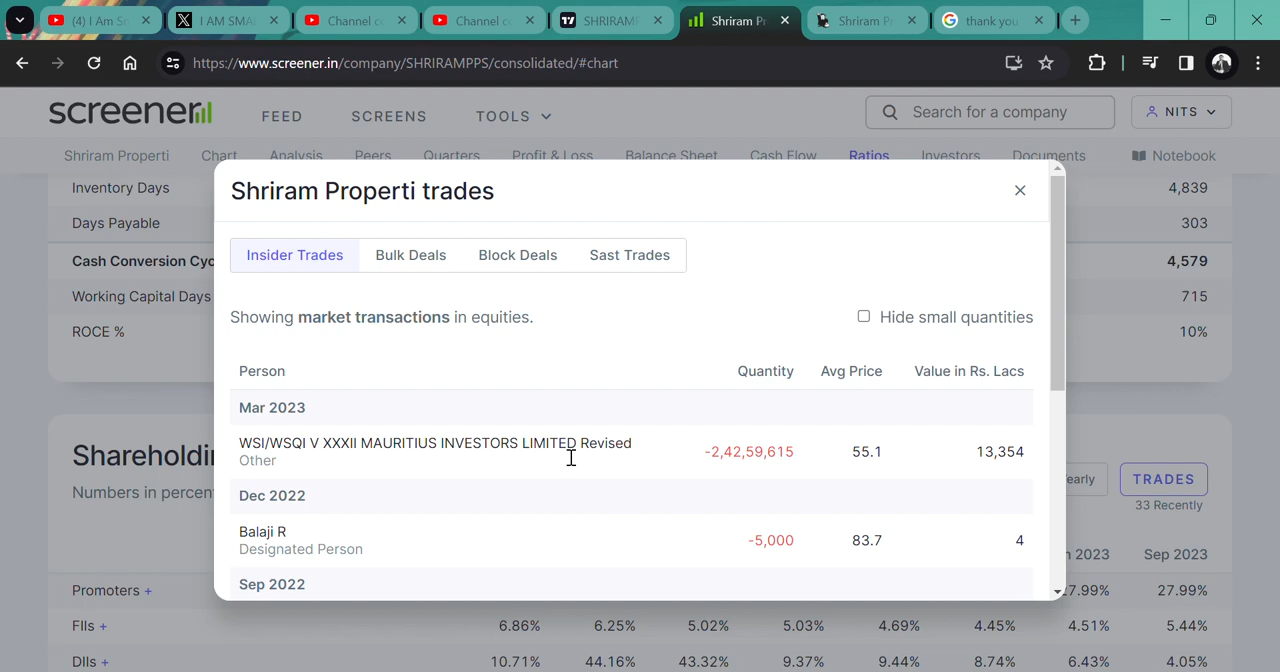 (4) I Am Sr
I AM SMA
Channel c
Channel c
SHRIRAM
Shriram Pr
Shriram Pr
thank you
https://www.screener.in/company/SHRIRAMPPS/consolidated/#chart
screener
FEED
SCREENS
TOOLS
Search for a company
NITS
Shriram Properti
Chart
Analysis
Peers
Quarters
Profit & Loss
Balance Sheet
Cash Flow
Ratios
Investors
Documents
Notebook
Inventory Days 4,839
Days Payable 303
Cash Conversion Cyc 4,579
Working Capital Days 715
ROCE % 10%
Shriram Properti trades
Insider Trades
Bulk Deals
Block Deals
Sast Trades
Showing market transactions in equities.
Hide small quantities
Person Quantity Avg Price Value in Rs. Lacs
Mar 2023
WSI/WSQI V XXXII MAURITIUS INVESTORS LIMITED Revised -2,42,59,615 55.1 13,354
Other
Dec 2022
Balaji R -5,000 83.7 4
Designated Person
Sep 2022
Shareholdin
Numbers in percent
early
TRADES
33 Recently
n 2023 Sep 2023
Promoters + 27.99% 27.99%
FIIs + 6.86% 6.25% 5.02% 5.03% 4.69% 4.45% 4.51% 5.44%
DIIs + 10.71% 44.16% 43.32% 9.37% 9.44% 8.74% 6.43% 4.05%